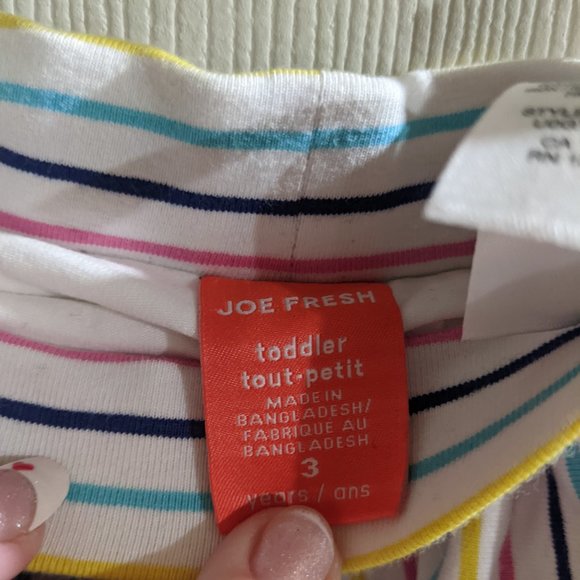 JOE FRESH
toddler
tout-petit
MADE IN
BANGLADESH/
FABRIQUE AU
BANGLADESH
3
years / ans